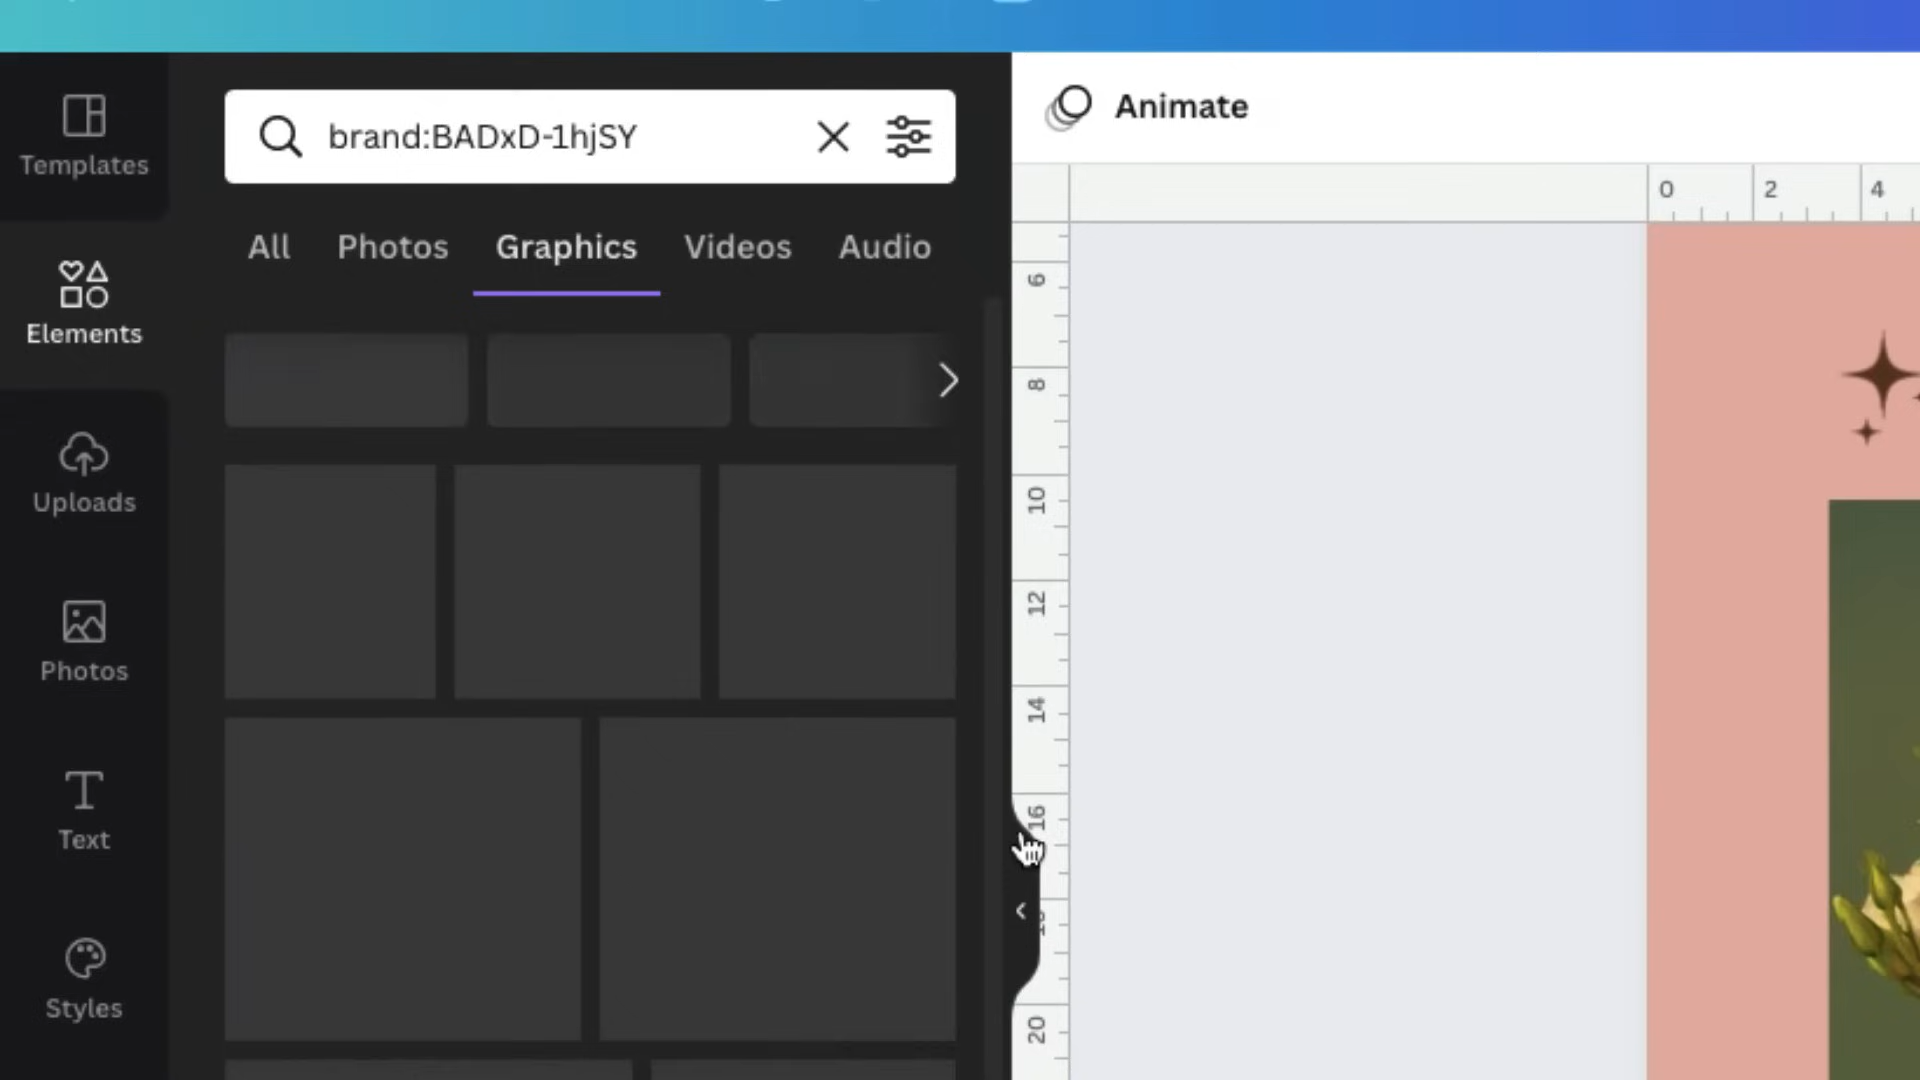 Templates
Elements
Uploads
Photos
Text
Styles
brand:BADxD-1hjSY
All Photos Graphics Videos Audio
Animate
0 2 4
6
8
10
12
14
16
20